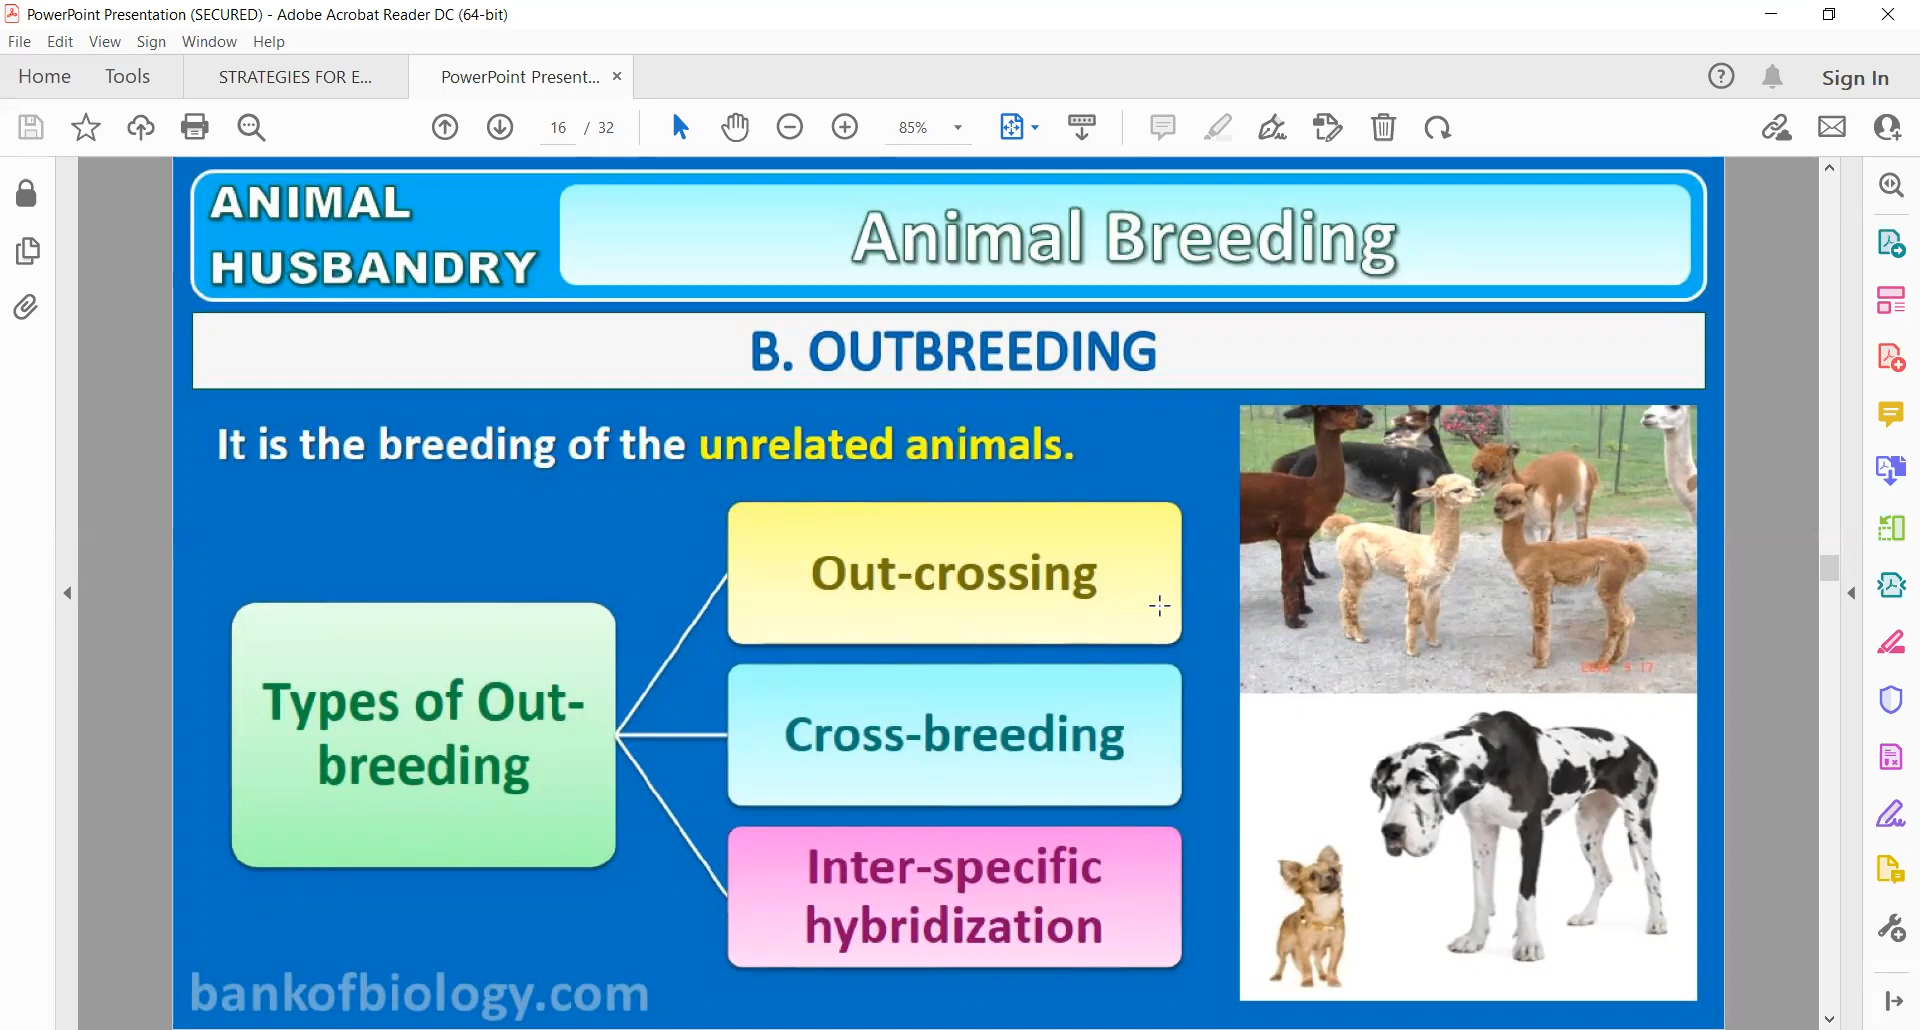 PowerPoint Presentation (SECURED) - Adobe Acrobat Reader DC (64-bit)
File Edit View Sign Window Help
Home Tools STRATEGIES FOR E... PowerPoint Present... × Sign In
16 / 32 85%
ANIMAL
HUSBANDRY
Animal Breeding
B. OUTBREEDING
It is the breeding of the unrelated animals.
Types of Out-
breeding
Out-crossing
Cross-breeding
Inter-specific
hybridization
bankofbiology.com